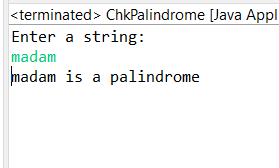 <terminated> ChkPalindrome [Java Appl
Enter a string:
madam
madam is a palindrome